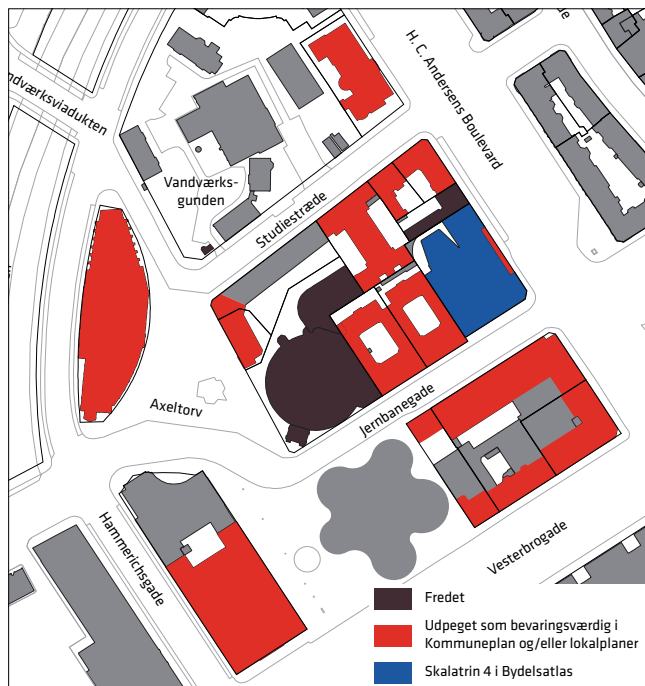 H. C. Andersens Boulevard
Vandværks-
gunden
Studiestræde
Axeltorv
Jernbanegade
Hammerichsgade
Vesterbrogade
Fredet
Udpeget som bevaringsværdig i
Kommuneplan og/eller lokalplaner
Skalatrin 4 i Bydelsatlas